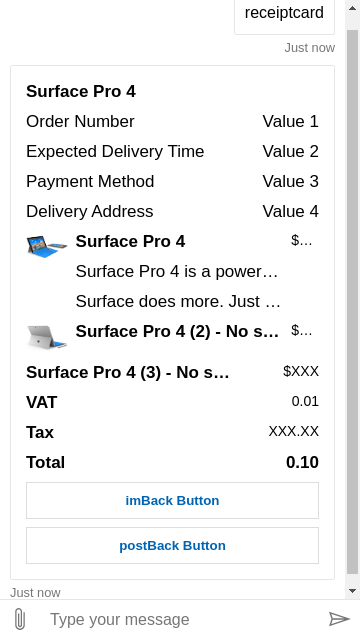 receiptcard
Just now
Surface Pro 4
Order Number Value 1
Expected Delivery Time Value 2
Payment Method Value 3
Delivery Address Value 4
Surface Pro 4 $…
Surface Pro 4 is a power…
Surface does more. Just …
Surface Pro 4 (2) - No s… $…
Surface Pro 4 (3) - No s… $XXX
VAT 0.01
Tax XXX.XX
Total 0.10
imBack Button
postBack Button
Just now
Type your message